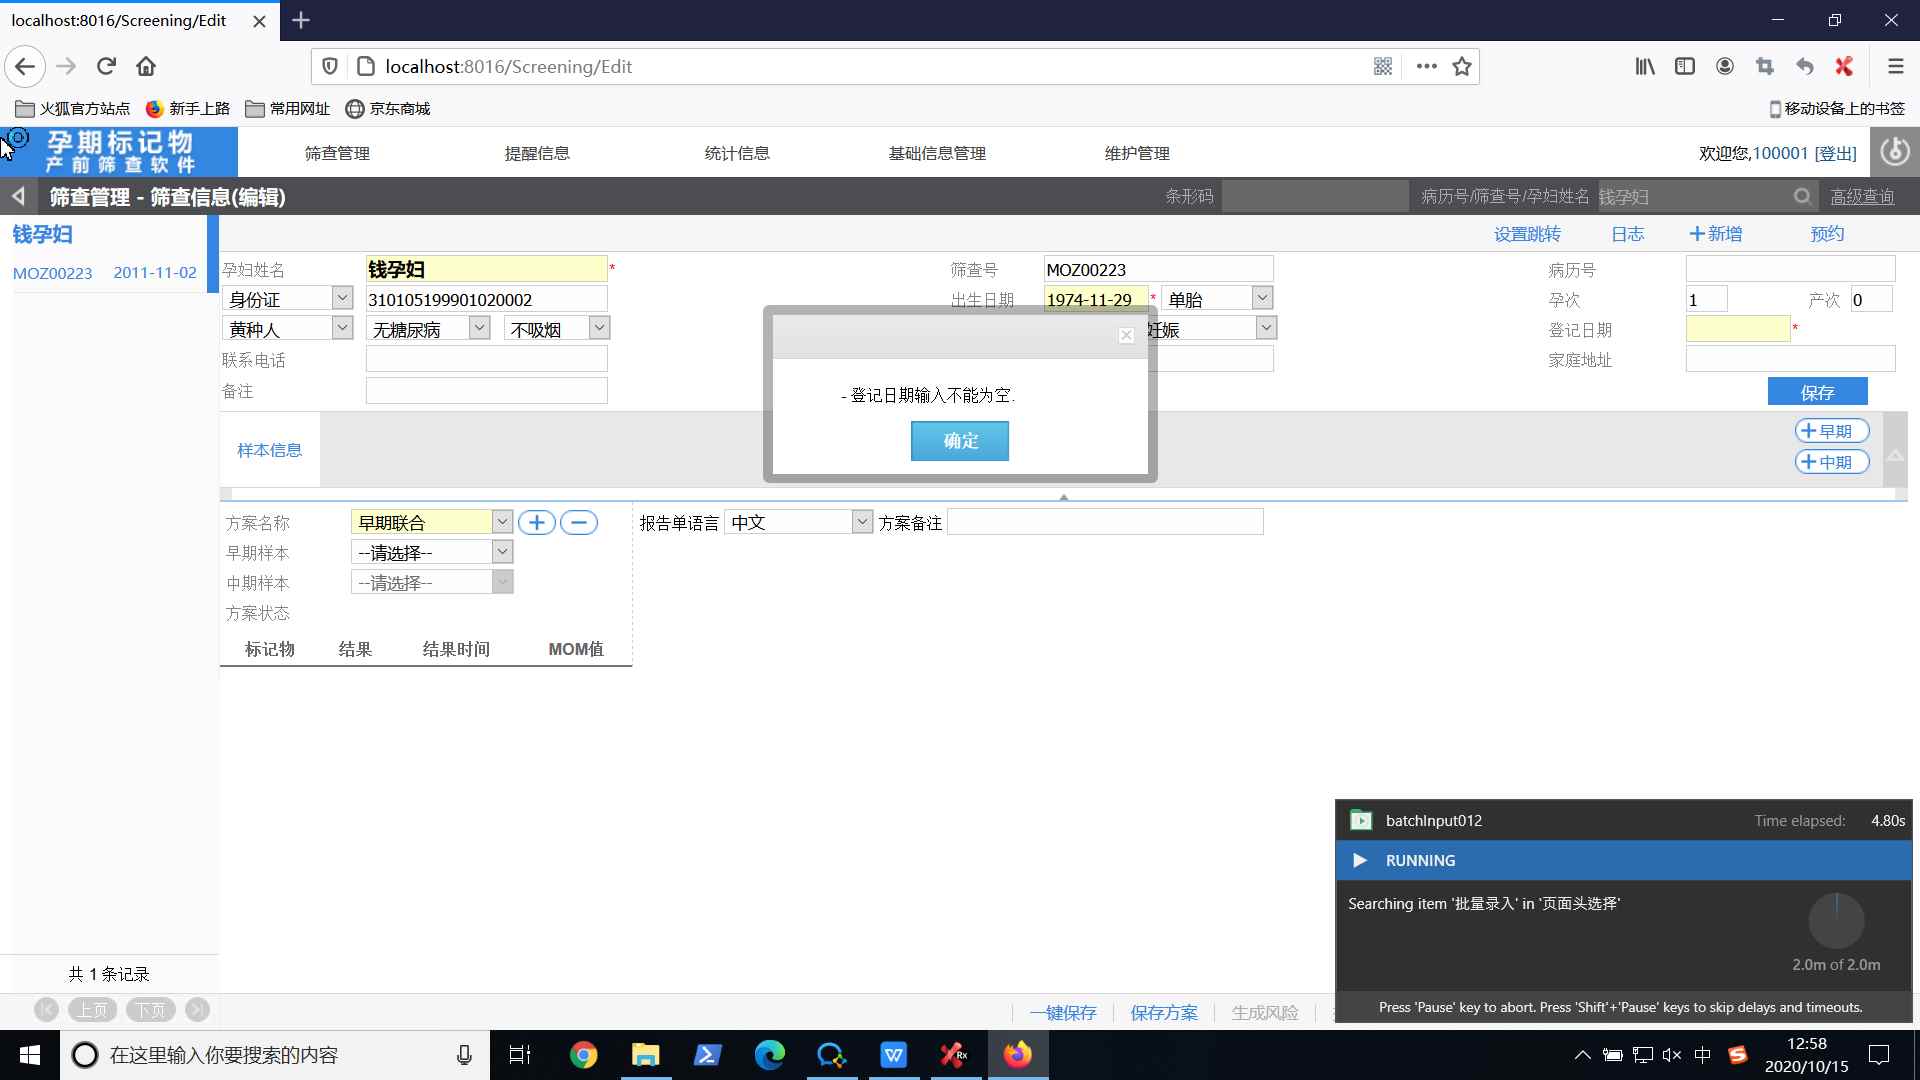 localhost:8016/Screening/Edit
localhost:8016/Screening/Edit
火狐官方站点 新手上路 常用网址 京东商城 移动设备上的书签
孕期标记物
产前筛查软件
筛查管理 提醒信息 统计信息 基础信息管理 维护管理 欢迎您,100001 [登出]
筛查管理 - 筛查信息(编辑) 条形码 病历号/筛查号/孕妇姓名 钱孕妇 高级查询
钱孕妇 设置跳转 日志 新增 预约
MOZ00223 2011-11-02
孕妇姓名 钱孕妇 * 筛查号 MOZ00223 病历号
身份证 310105199901020002 出生日期 1974-11-29 * 单胎 孕次 1 产次 0
黄种人 无糖尿病 不吸烟 妊娠 登记日期 *
联系电话 家庭地址
备注 保存
- 登记日期输入不能为空.
确定
样本信息 早期
中期
方案名称 早期联合 报告单语言 中文 方案备注
早期样本 --请选择--
中期样本 --请选择--
方案状态
标记物 结果 结果时间 MOM值
batchInput012 Time elapsed: 4.80s
RUNNING
Searching item '批量录入' in '页面头选择'
2.0m of 2.0m
Press 'Pause' key to abort. Press 'Shift'+'Pause' keys to skip delays and timeouts.
共 1 条记录
上页 下页
一键保存 保存方案 生成风险
在这里输入你要搜索的内容
Rx
中
12:58
2020/10/15